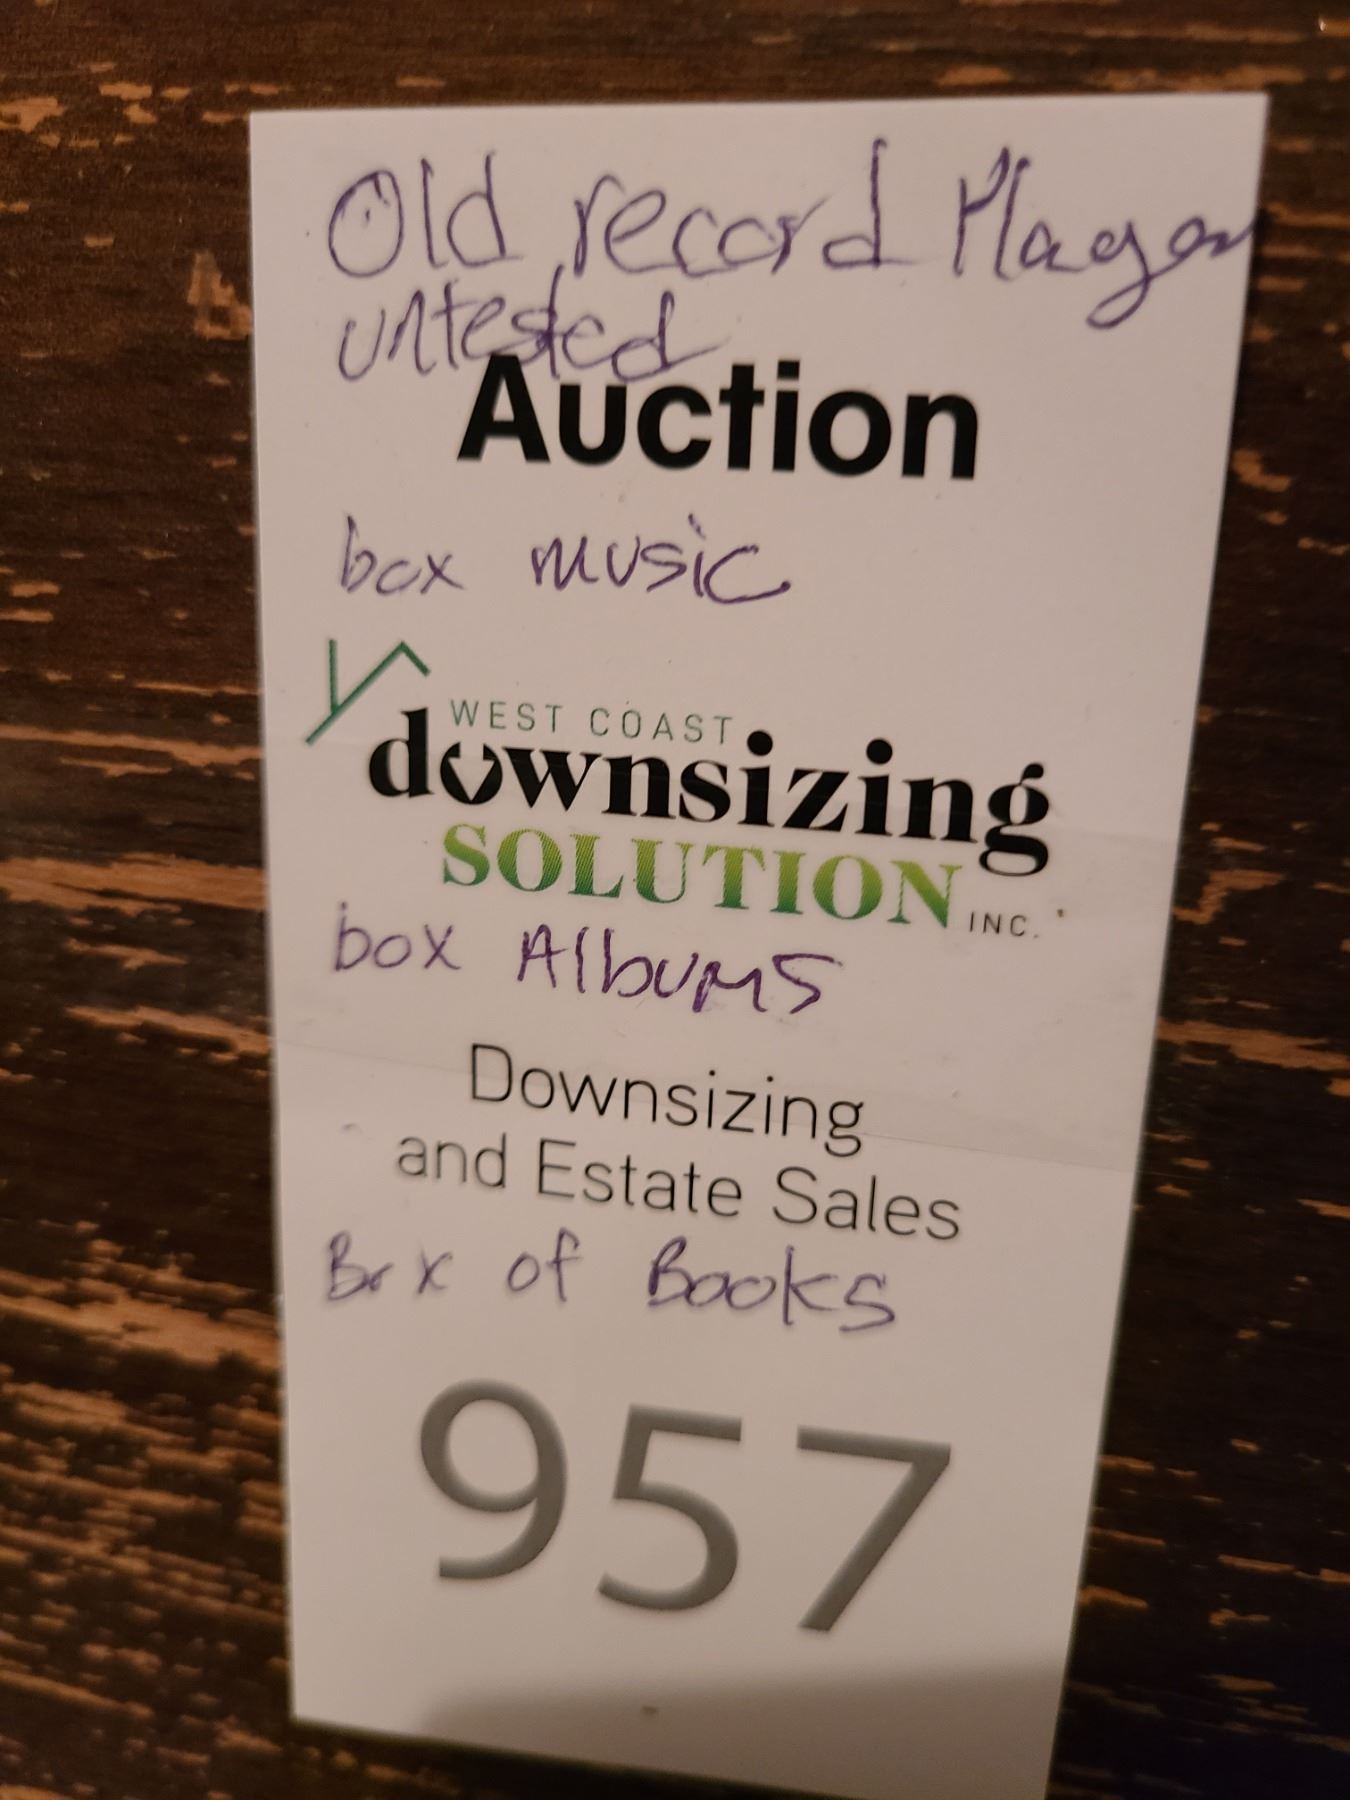 Old record Player
untested
Auction
box music
WEST COAST
downsizing
SOLUTION INC.
box Albums
Downsizing
and Estate Sales
Box of Books
957